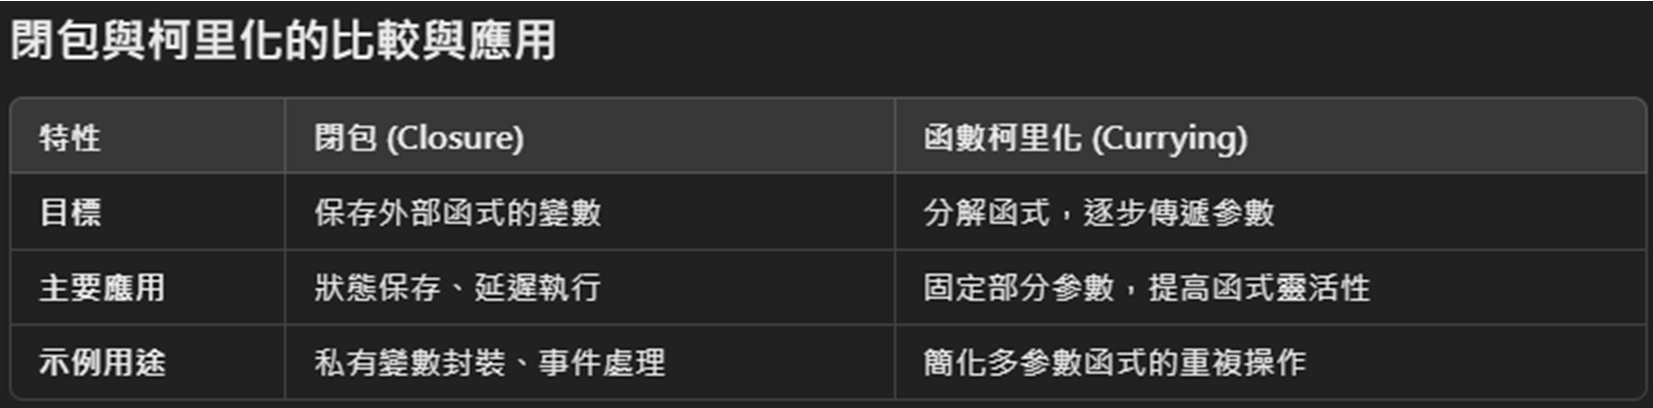 閉包與柯里化的比較與應用
特性 閉包 (Closure) 函數柯里化 (Currying)
目標 保存外部函式的變數 分解函式，逐步傳遞參數
主要應用 狀態保存、延遲執行 固定部分參數，提高函式靈活性
示例用途 私有變數封裝、事件處理 簡化多參數函式的重複操作